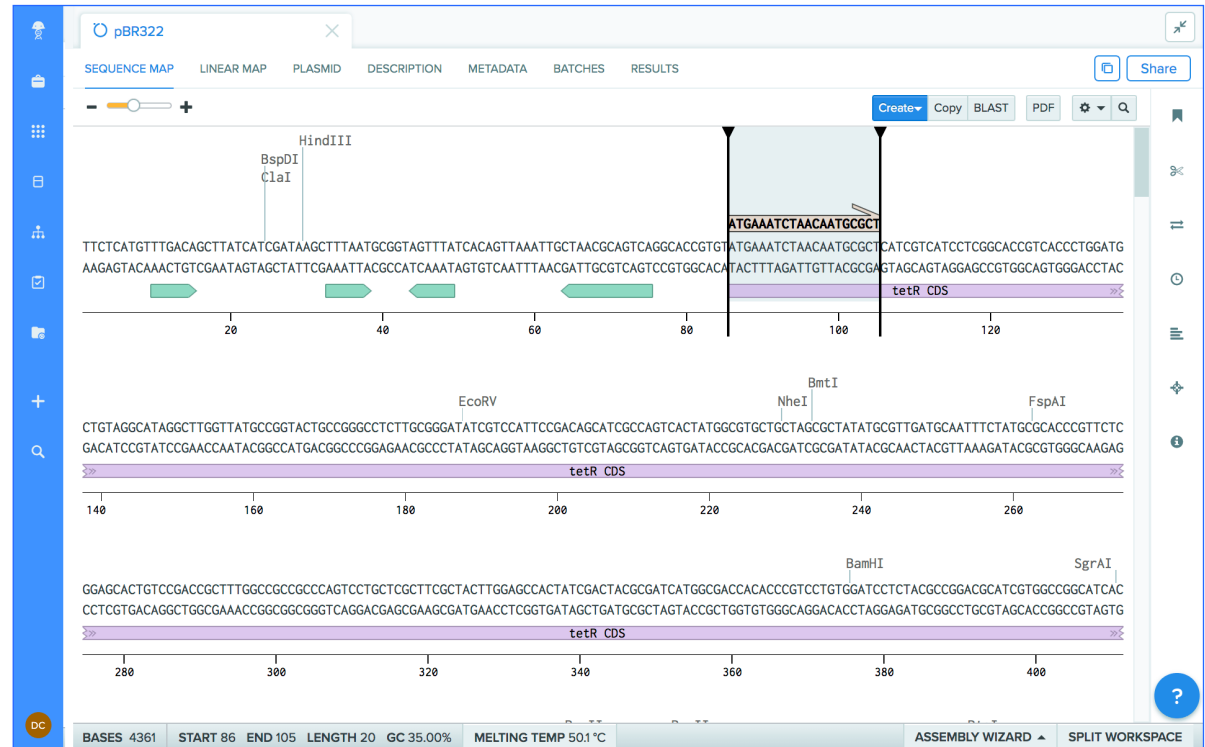 pBR322
SEQUENCE MAP LINEAR MAP PLASMID DESCRIPTION METADATA BATCHES RESULTS Share
Create Copy BLAST PDF
HindIII
BspDI
ClaI
ATGAAATCTAACAATGCGCT
TTCTCATGTTTGACAGCTTATCATCGATAAGCTTTAATGCGGTAGTTTATCACAGTTAAATTGCTAACGCAGTCAGGCACCGTGTATGAAATCTAACAATGCGCTCATCGTCATCCTCGGCACCGTCACCCTGGATG
AAGAGTACAAACTGTCGAATAGTAGCTATTCGAAATTACGCCATCAAATAGTGTCAATTTAACGATTGCGTCAGTCCGTGGCACATACTTTAGATTGTTACGCGAGTAGCAGTAGGAGCCGTGGCAGTGGGACCTAC
tetR CDS
20 40 60 80 100 120
BmtI
EcoRV NheI FspAI
CTGTAGGCATAGGCTTGGTTATGCCGGTACTGCCGGGCCTCTTGCGGGATATCGTCCATTCCGACAGCATCGCCAGTCACTATGGCGTGCTGCTAGCGCTATATGCGTTGATGCAATTTCTATGCGCACCCGTTCTC
GACATCCGTATCCGAACCAATACGGCCATGACGGCCCGGAGAACGCCCTATAGCAGGTAAGGCTGTCGTAGCGGTCAGTGATACCGCACGACGATCGCGATATACGCAACTACGTTAAAGATACGCGTGGGCAAGAG
tetR CDS
140 160 180 200 220 240 260
BamHI SgrAI
GGAGCACTGTCCGACCGCTTTGGCCGCCGCCCAGTCCTGCTCGCTTCGCTACTTGGAGCCACTATCGACTACGCGATCATGGCGACCACACCCGTCCTGTGGATCCTCTACGCCGGACGCATCGTGGCCGGCATCAC
CCTCGTGACAGGCTGGCGAAACCGGCGGCGGGTCAGGACGAGCGAAGCGATGAACCTCGGTGATAGCTGATGCGCTAGTACCGCTGGTGTGGGCAGGACACCTAGGAGATGCGGCCTGCGTAGCACCGGCCGTAGTG
tetR CDS
280 300 320 340 360 380 400
?
DC
BASES 4361 START 86 END 105 LENGTH 20 GC 35.00% MELTING TEMP 50.1 °C ASSEMBLY WIZARD SPLIT WORKSPACE